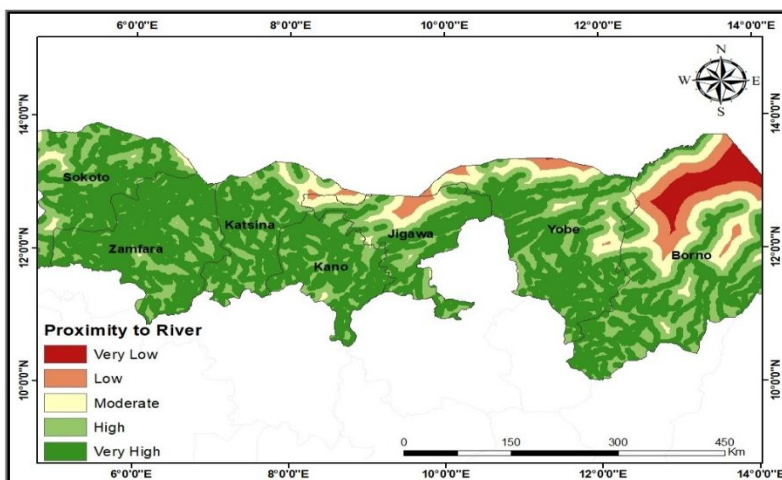 6°0'0"E 8°0'0"E 10°0'0"E 12°0'0"E 14°0'0"E
N
W E
S
14°0'0"N 14°0'0"N
Sokoto
Katsina
Jigawa
Yobe
12°0'0"N Zamfara Kano Borno 12°0'0"N
Proximity to River
Very Low
Low
Moderate
High
Very High
10°0'0"N 10°0'0"N
0 150 300 450
Km
6°0'0"E 8°0'0"E 10°0'0"E 12°0'0"E 14°0'0"E